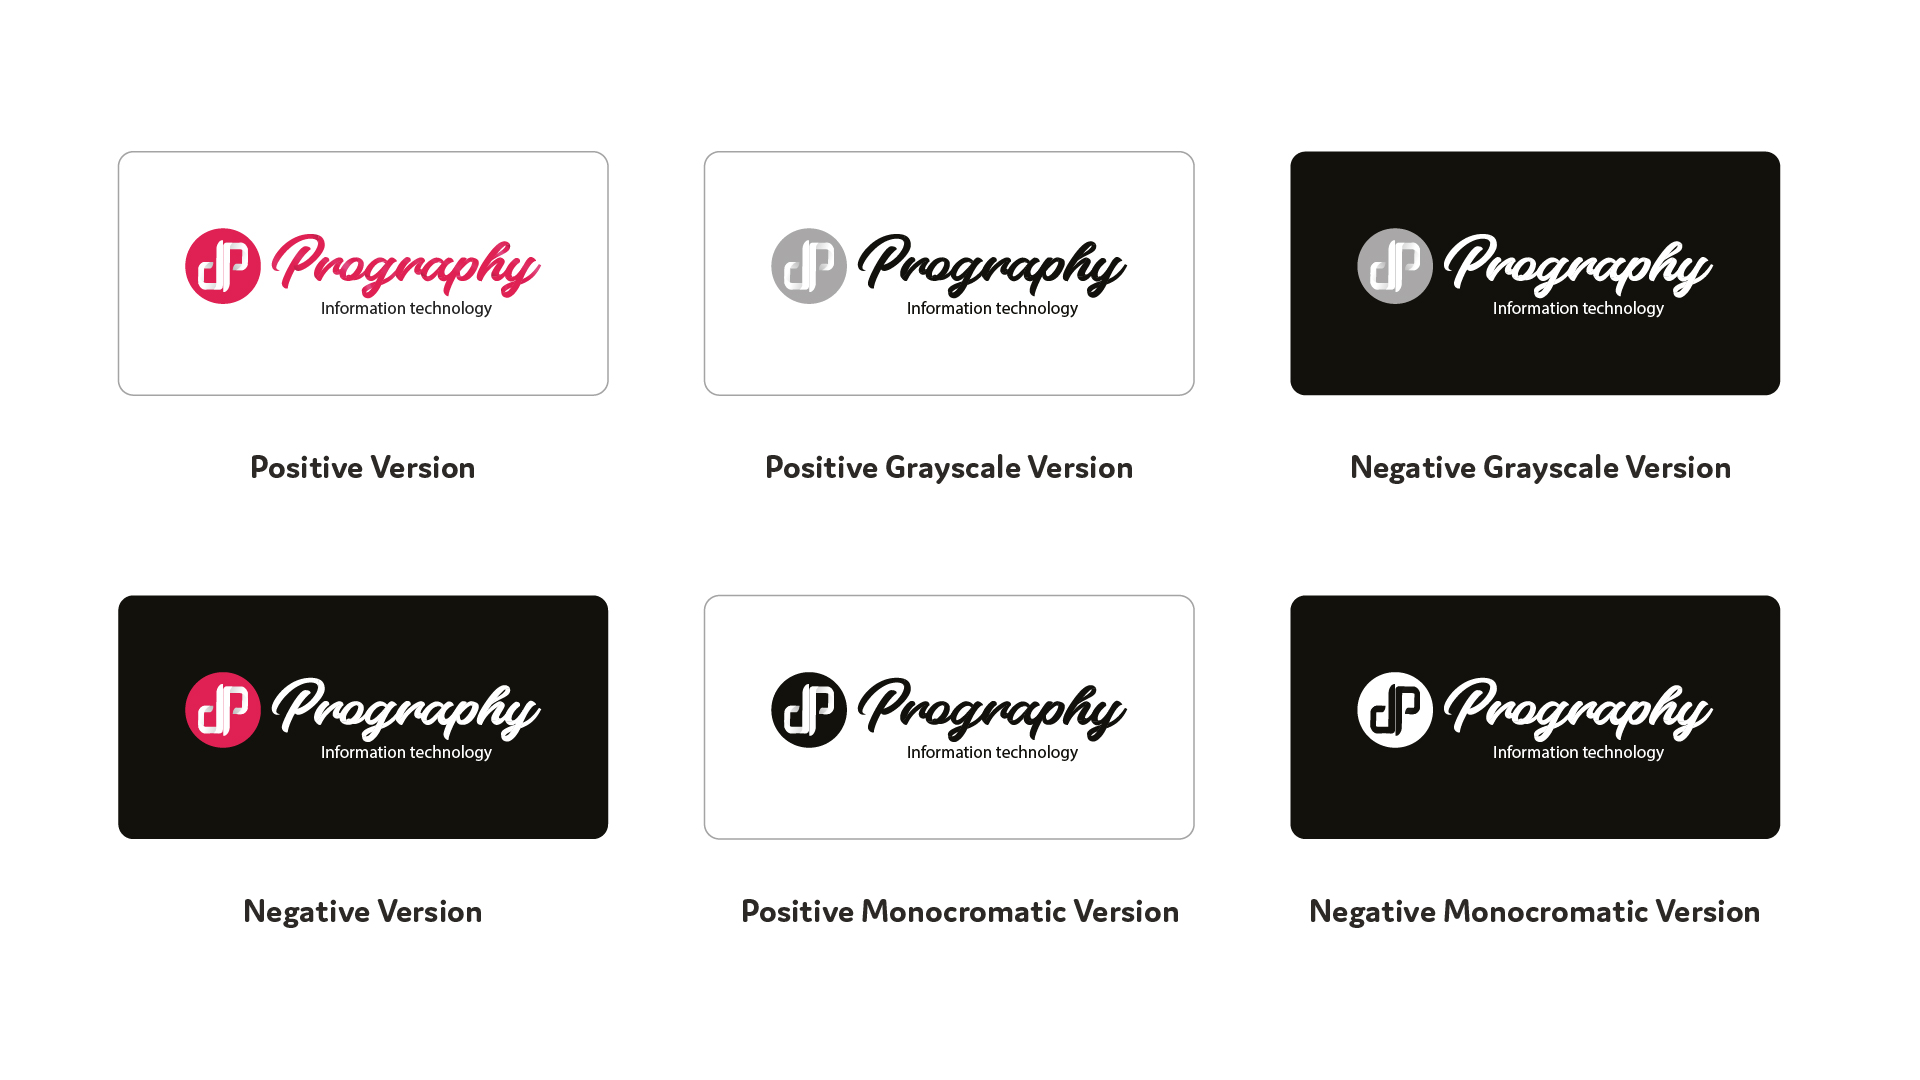 Prography
Information technology
Prography
Information technology
Prography
Information technology
Positive Version
Positive Grayscale Version
Negative Grayscale Version
Prography
Information technology
Prography
Information technology
Prography
Information technology
Negative Version
Positive Monocromatic Version
Negative Monocromatic Version